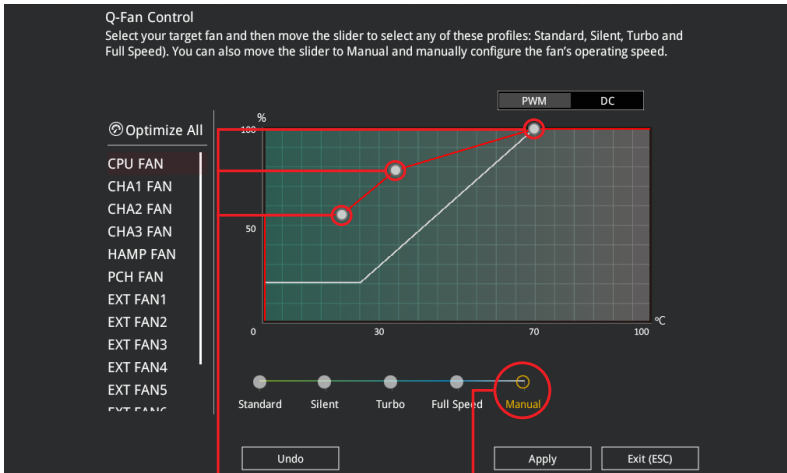 Q-Fan Control
Select your target fan and then move the slider to select any of these profiles: Standard, Silent, Turbo and
Full Speed). You can also move the slider to Manual and manually configure the fan's operating speed.
PWM DC
Optimize All
%
100
CPU FAN
CHA1 FAN
CHA2 FAN
CHA3 FAN
HAMP FAN
PCH FAN
EXT FAN1
EXT FAN2
EXT FAN3
EXT FAN4
EXT FAN5
EXT FAN6
50
°C
0 30 70 100
Standard Silent Turbo Full Speed Manual
Undo Apply Exit (ESC)